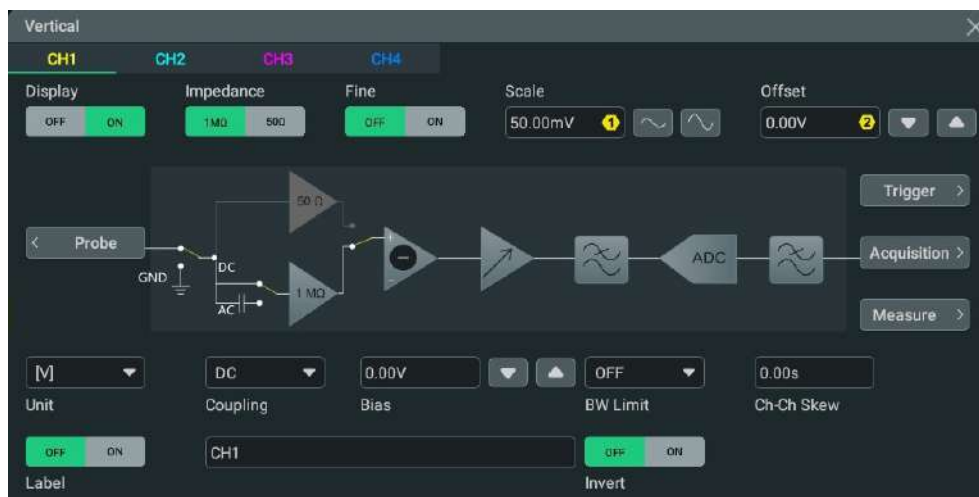 Vertical
CH1 CH2 CH3 CH4
Display Impedance Fine Scale Offset
OFF ON 1MΩ 50Ω OFF ON 50.00mV 1 0.00V 2
50 Ω
Trigger >
< Probe
DC
GND
+
-
ADC
Acquisition >
AC
1 MΩ
Measure >
[V] DC 0.00V OFF 0.00s
Unit Coupling Bias BW Limit Ch-Ch Skew
OFF ON CH1 OFF ON
Label Invert